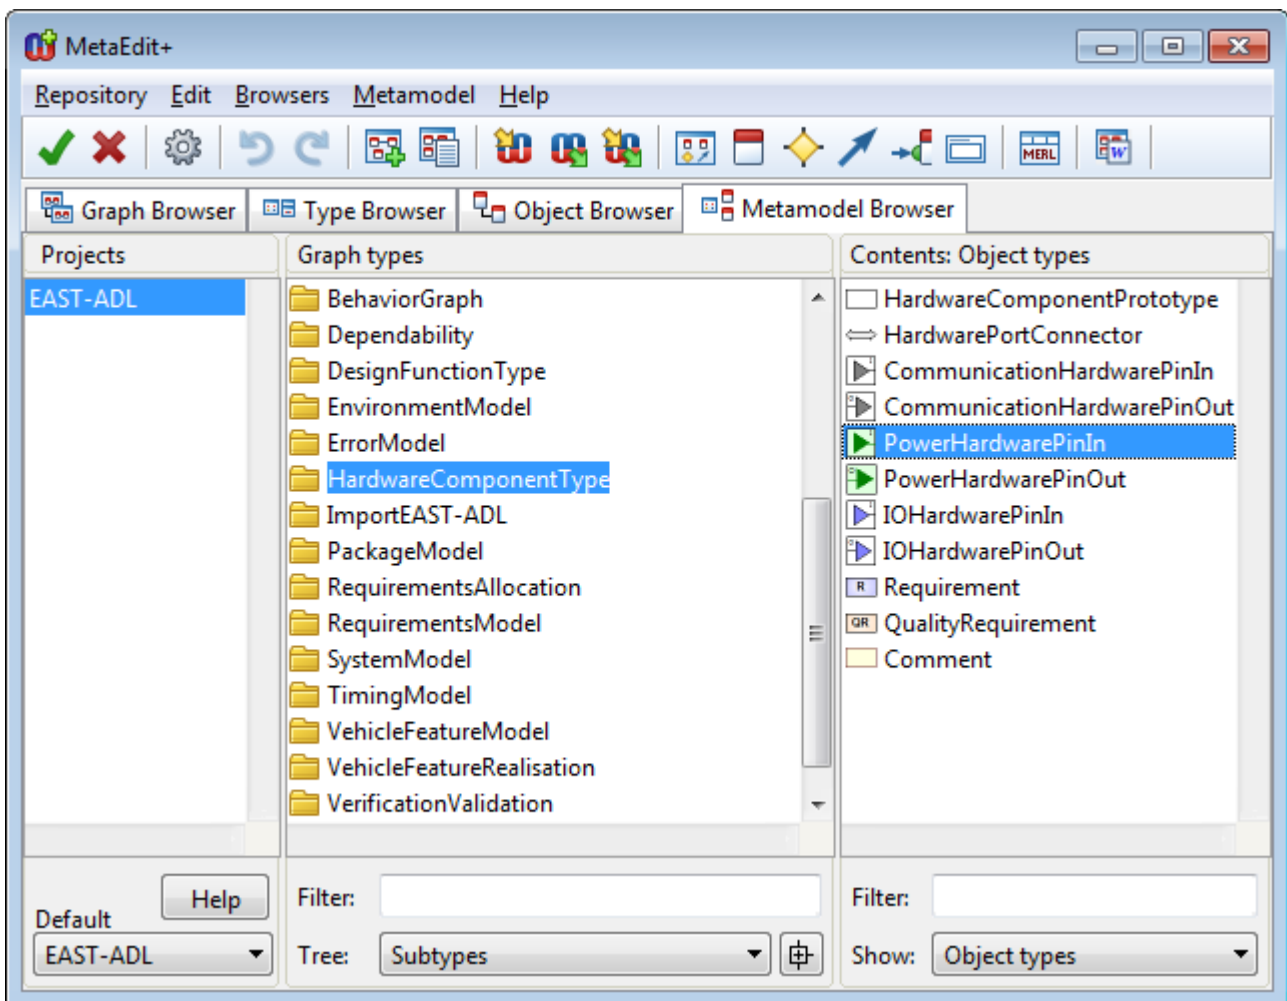 MetaEdit+
Repository Edit Browsers Metamodel Help
MERL W
Graph Browser Type Browser Object Browser Metamodel Browser
Projects
EAST-ADL
Graph types
BehaviorGraph
Dependability
DesignFunctionType
EnvironmentModel
ErrorModel
HardwareComponentType
ImportEAST-ADL
PackageModel
RequirementsAllocation
RequirementsModel
SystemModel
TimingModel
VehicleFeatureModel
VehicleFeatureRealisation
VerificationValidation
Contents: Object types
HardwareComponentPrototype
HardwarePortConnector
CommunicationHardwarePinIn
CommunicationHardwarePinOut
PowerHardwarePinIn
PowerHardwarePinOut
IOHardwarePinIn
IOHardwarePinOut
R Requirement
QR QualityRequirement
Comment
Help
Default
EAST-ADL
Filter:
Tree: Subtypes
Filter:
Show: Object types